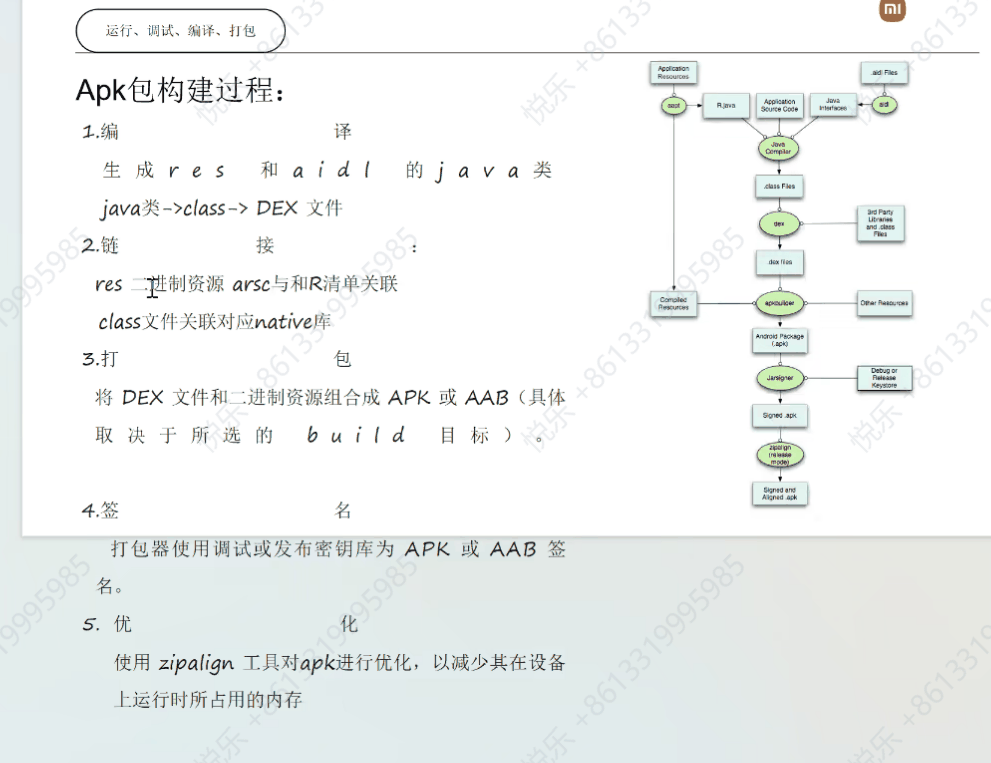 运行、调试、编译、打包
mi
Apk包构建过程：
1.编译
生成res 和aidl 的java类
java类->class-> DEX 文件
2.链接：
res 二进制资源 arsc与和R清单关联
class文件关联对应native库
3.打包
将 DEX 文件和二进制资源组合成 APK 或 AAB（具体
取决于所选的 build 目标）。
4.签名
打包器使用调试或发布密钥库为 APK 或 AAB 签
名。
5. 优化
使用 zipalign 工具对apk进行优化，以减少其在设备
上运行时所占用的内存
Application
Resources
.aidl Files
aapt
R.java
Application
Source Code
Java
Interfaces
aidl
Java
Compiler
.class Files
dex
3rd Party
Libraries
and .class
Files
.dex files
Compiled
Resources
apkbuilder
Other Resources
Android Package
(.apk)
Jarsigner
Debug or
Release
Keystore
Signed .apk
zipalign
(release
mode)
Signed and
Aligned .apk
悦乐 +8613319995985